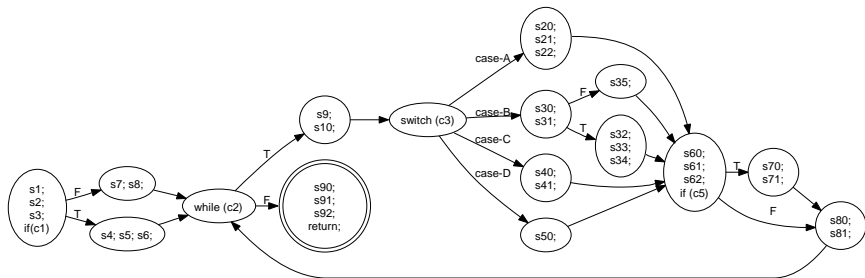 s1;
s2;
s3;
if(c1)
F
T
s7; s8;
s4; s5; s6;
while (c2)
T
F
s9;
s10;
s90;
s91;
s92;
return;
switch (c3)
case-A
case-B
case-C
case-D
s20;
s21;
s22;
s30;
s31;
F
T
s35;
s32;
s33;
s34;
s40;
s41;
s50;
s60;
s61;
s62;
if (c5)
T
F
s70;
s71;
s80;
s81;